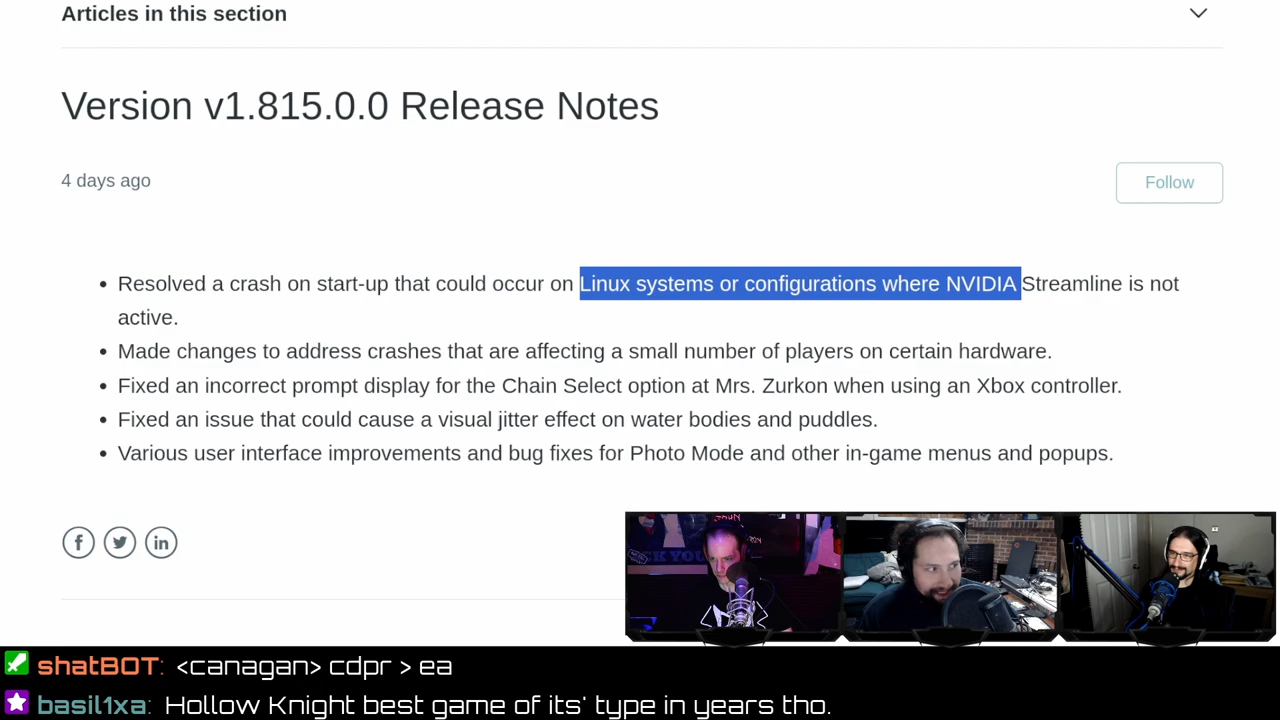 Articles in this section
Version v1.815.0.0 Release Notes
4 days ago
Follow
• Resolved a crash on start-up that could occur on Linux systems or configurations where NVIDIA Streamline is not
active.
• Made changes to address crashes that are affecting a small number of players on certain hardware.
• Fixed an incorrect prompt display for the Chain Select option at Mrs. Zurkon when using an Xbox controller.
• Fixed an issue that could cause a visual jitter effect on water bodies and puddles.
• Various user interface improvements and bug fixes for Photo Mode and other in-game menus and popups.
shatBOT: <canagan> cdpr > ea
basil1xa: Hollow Knight best game of its' type in years tho.